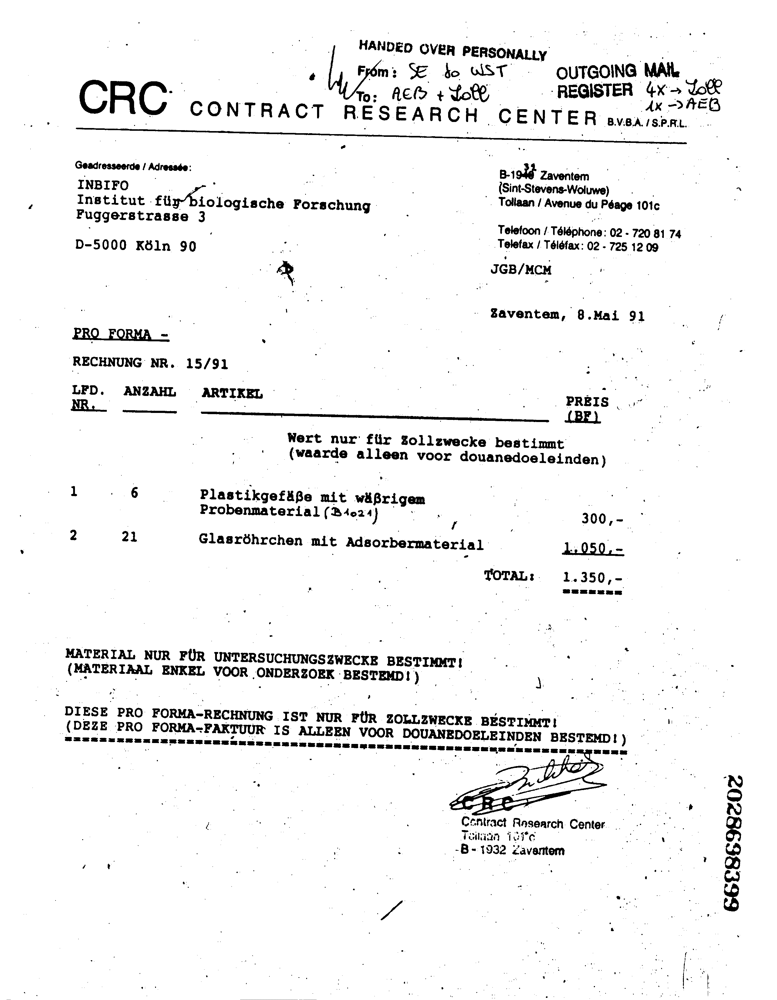 HANDED OVER PERSONALLY
From: SE to WST
To: AEB + Zoll
OUTGOING MAIL
REGISTER 4x → Zoll
1x → AEB
CRC CONTRACT RESEARCH CENTER B.V.B.A. / S.P.R.L.
Geadresseerde / Adressée:
INBIFO
Institut für biologische Forschung
Fuggerstrasse 3
D-5000 Köln 90
B-19 Zaventem
(Sint-Stevens-Woluwe)
Tollaan / Avenue du Péage 101c
Telefoon / Téléphone: 02 - 720 81 74
Telefax / Téléfax: 02 - 725 12 09
JGB/MCM
Zaventem, 8.Mai 91
PRO FORMA -
RECHNUNG NR. 15/91
LFD. NR. ANZAHL ARTIKEL PREIS (BF)
Wert nur für Zollzwecke bestimmt
(waarde alleen voor douanedoeleinden)
1 6 Plastikgefäße mit wäßrigem
Probenmaterial (B1021) 300,-
2 21 Glasröhrchen mit Adsorbermaterial 1.050,-
TOTAL: 1.350,-
MATERIAL NUR FÜR UNTERSUCHUNGSZWECKE BESTIMMT!
(MATERIAAL ENKEL VOOR ONDERZOEK BESTEMD!)
DIESE PRO FORMA-RECHNUNG IST NUR FÜR ZOLLZWECKE BESTIMMT!
(DEZE PRO FORMA-FAKTUUR IS ALLEEN VOOR DOUANEDOELEINDEN BESTEMD!)
CRC
Contract Research Center
Tollaan 101c
B - 1932 Zaventem
2028698399